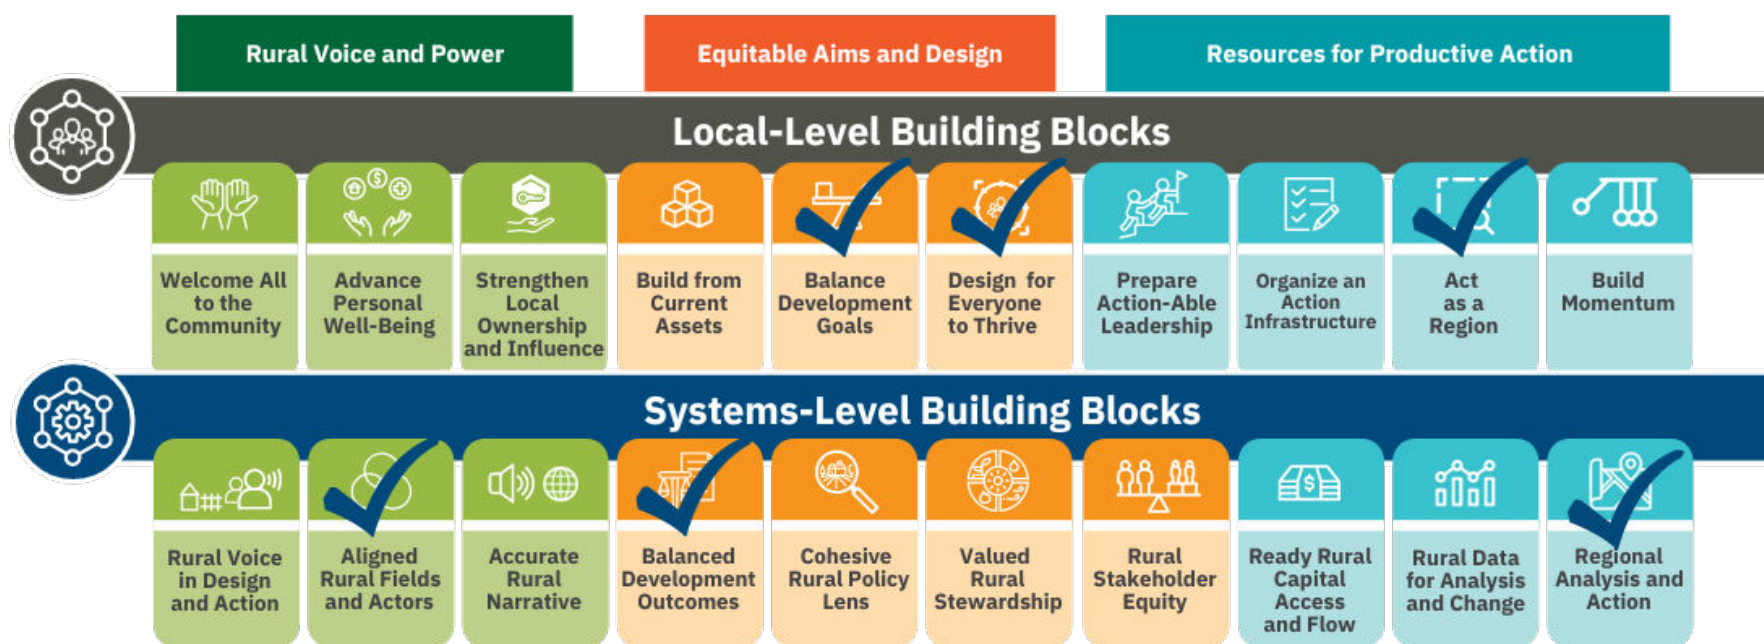 Rural Voice and Power
Equitable Aims and Design
Resources for Productive Action
Local-Level Building Blocks
Welcome All
to the
Community
Advance
Personal
Well-Being
Strengthen
Local
Ownership
and Influence
Build from
Current
Assets
Balance
Development
Goals
Design for
Everyone
to Thrive
Prepare
Action-Able
Leadership
Organize an
Action
Infrastructure
Act
as a
Region
Build
Momentum
Systems-Level Building Blocks
Rural Voice
in Design
and Action
Aligned
Rural Fields
and Actors
Accurate
Rural
Narrative
Balanced
Development
Outcomes
Cohesive
Rural Policy
Lens
Valued
Rural
Stewardship
Rural
Stakeholder
Equity
Ready Rural
Capital
Access
and Flow
Rural Data
for Analysis
and Change
Regional
Analysis and
Action